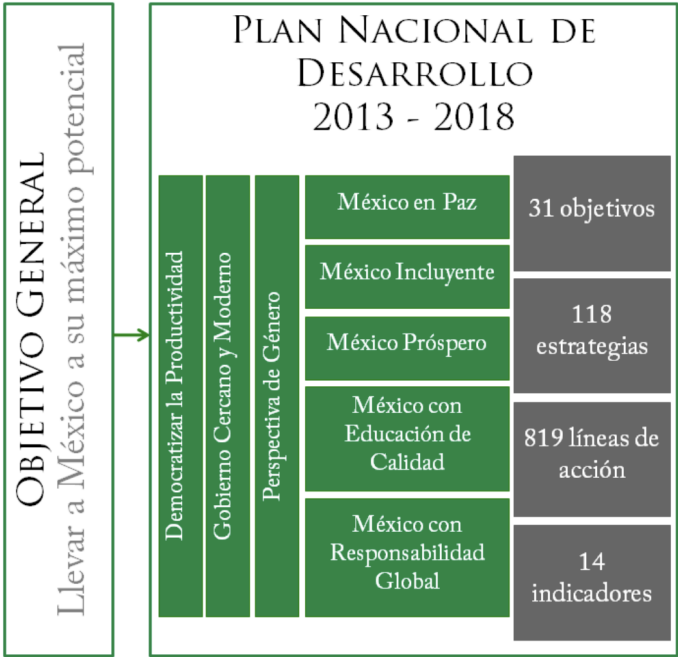 OBJETIVO GENERAL
Llevar a México a su máximo potencial
PLAN NACIONAL DE
DESARROLLO
2013 - 2018
Democratizar la Productividad
Gobierno Cercano y Moderno
Perspectiva de Género
México en Paz
México Incluyente
México Próspero
México con
Educación de
Calidad
México con
Responsabilidad
Global
31 objetivos
118
estrategias
819 líneas de
acción
14
indicadores